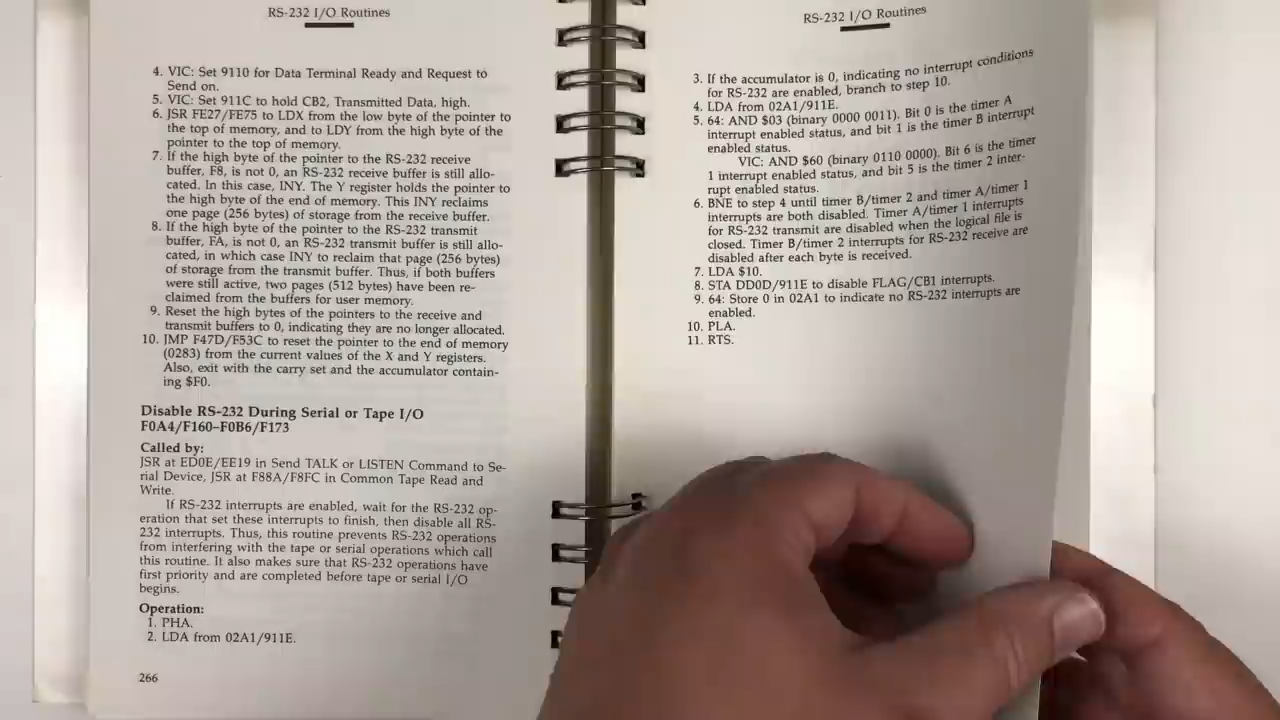 RS-232 I/O Routines
4. VIC: Set 9110 for Data Terminal Ready and Request to
Send on.
5. VIC: Set 911C to hold CB2, Transmitted Data, high.
6. JSR FE27/FE75 to LDX from the low byte of the pointer to
the top of memory, and to LDY from the high byte of the
pointer to the top of memory.
7. If the high byte of the pointer to the RS-232 receive
buffer, F8, is not 0, an RS-232 receive buffer is still allo-
cated. In this case, INY. The Y register holds the pointer to
the high byte of the end of memory. This INY reclaims
one page (256 bytes) of storage from the receive buffer.
8. If the high byte of the pointer to the RS-232 transmit
buffer, FA, is not 0, an RS-232 transmit buffer is still allo-
cated, in which case INY to reclaim that page (256 bytes)
of storage from the transmit buffer. Thus, if both buffers
were still active, two pages (512 bytes) have been re-
claimed from the buffers for user memory.
9. Reset the high bytes of the pointers to the receive and
transmit buffers to 0, indicating they are no longer allocated.
10. JMP F47D/F53C to reset the pointer to the end of memory
(0283) from the current values of the X and Y registers.
Also, exit with the carry set and the accumulator contain-
ing $F0.
Disable RS-232 During Serial or Tape I/O
F0A4/F160–F0B6/F173
Called by:
JSR at ED0E/EE19 in Send TALK or LISTEN Command to Se-
rial Device, JSR at F88A/F8FC in Common Tape Read and
Write.
If RS-232 interrupts are enabled, wait for the RS-232 op-
eration that set these interrupts to finish, then disable all RS-
232 interrupts. Thus, this routine prevents RS-232 operations
from interfering with the tape or serial operations which call
this routine. It also makes sure that RS-232 operations have
first priority and are completed before tape or serial I/O
begins.
Operation:
1. PHA.
2. LDA from 02A1/911E.
266
RS-232 I/O Routines
3. If the accumulator is 0, indicating no interrupt conditions
for RS-232 are enabled, branch to step 10.
4. LDA from 02A1/911E.
5. 64: AND $03 (binary 0000 0011). Bit 0 is the timer A
interrupt enabled status, and bit 1 is the timer B interrupt
enabled status.
VIC: AND $60 (binary 0110 0000). Bit 6 is the timer
1 interrupt enabled status, and bit 5 is the timer 2 inter-
rupt enabled status.
6. BNE to step 4 until timer B/timer 2 and timer A/timer 1
interrupts are both disabled. Timer A/timer 1 interrupts
for RS-232 transmit are disabled when the logical file is
closed. Timer B/timer 2 interrupts for RS-232 receive are
disabled after each byte is received.
7. LDA $10.
8. STA DD0D/911E to disable FLAG/CB1 interrupts.
9. 64: Store 0 in 02A1 to indicate no RS-232 interrupts are
enabled.
10. PLA.
11. RTS.